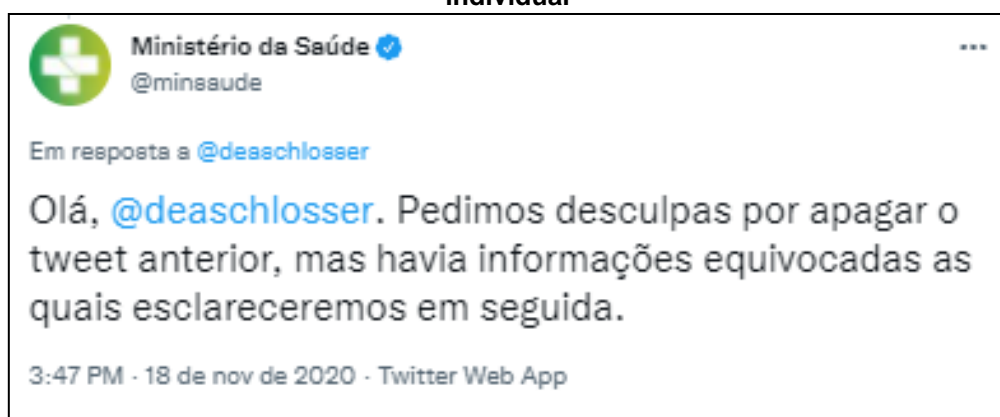 individual
Ministério da Saúde
@minsaude
Em resposta a @deaschlosser
Olá, @deaschlosser. Pedimos desculpas por apagar o
tweet anterior, mas havia informações equivocadas as
quais esclareceremos em seguida.
3:47 PM · 18 de nov de 2020 · Twitter Web App